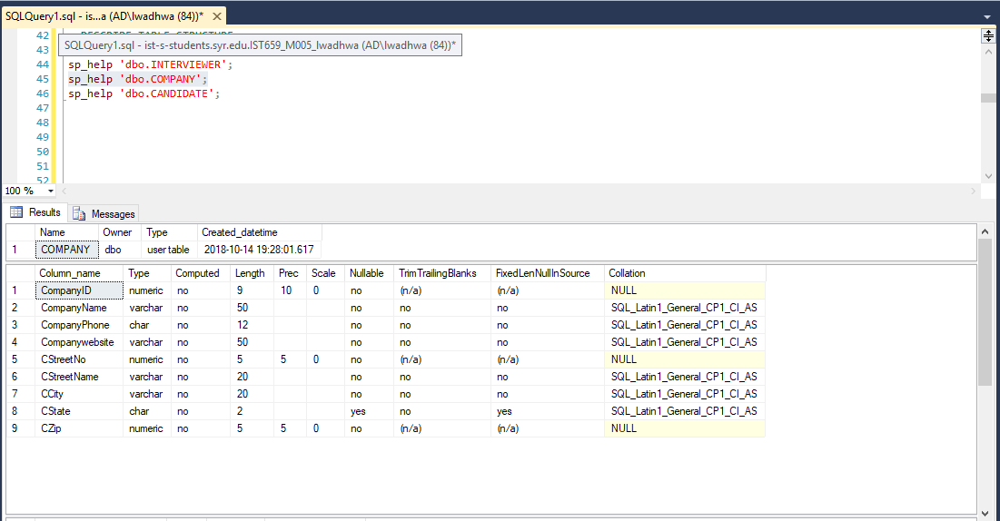 SQLQuery1.sql - is...a (AD\lwadhwa (84))* ✕
42
SQLQuery1.sql - ist-s-students.syr.edu.IST659_M005_lwadhwa (AD\lwadhwa (84))*
43
44 sp_help 'dbo.INTERVIEWER';
45 sp_help 'dbo.COMPANY';
46 sp_help 'dbo.CANDIDATE';
47
48
49
50
51
52
100 %
Results Messages
Name Owner Type Created_datetime
1 COMPANY dbo user table 2018-10-14 19:28:01.617
Column_name Type Computed Length Prec Scale Nullable TrimTrailingBlanks FixedLenNullInSource Collation
1 CompanyID numeric no 9 10 0 no (n/a) (n/a) NULL
2 CompanyName varchar no 50 no no no SQL_Latin1_General_CP1_CI_AS
3 CompanyPhone char no 12 no no no SQL_Latin1_General_CP1_CI_AS
4 Companywebsite varchar no 50 no no no SQL_Latin1_General_CP1_CI_AS
5 CStreetNo numeric no 5 5 0 no (n/a) (n/a) NULL
6 CStreetName varchar no 20 no no no SQL_Latin1_General_CP1_CI_AS
7 CCity varchar no 20 no no no SQL_Latin1_General_CP1_CI_AS
8 CState char no 2 yes no yes SQL_Latin1_General_CP1_CI_AS
9 CZip numeric no 5 5 0 no (n/a) (n/a) NULL